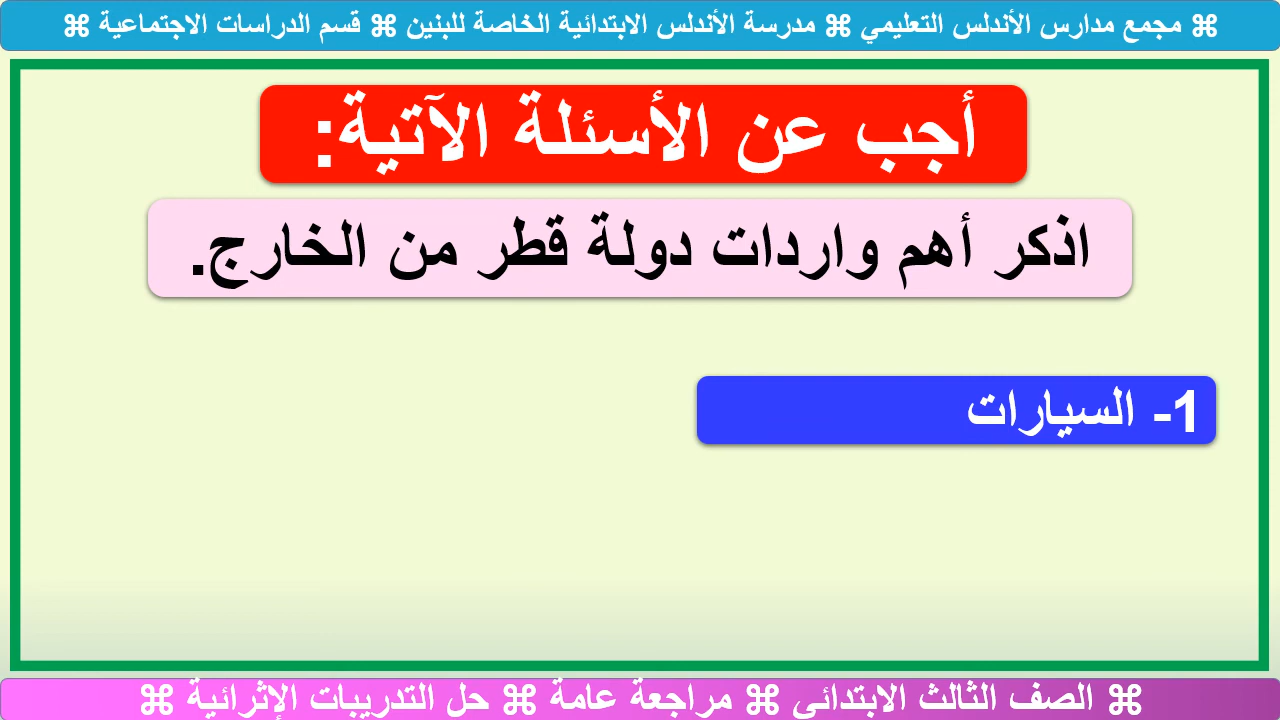 ⌘ مجمع مدارس الأندلس التعليمي ⌘ مدرسة الأندلس الابتدائية الخاصة للبنين ⌘ قسم الدراسات الاجتماعية ⌘
أجب عن الأسئلة الآتية:
اذكر أهم واردات دولة قطر من الخارج.
1- السيارات
⌘ الصف الثالث الابتدائي ⌘ مراجعة عامة ⌘ حل التدريبات الإثرائية ⌘